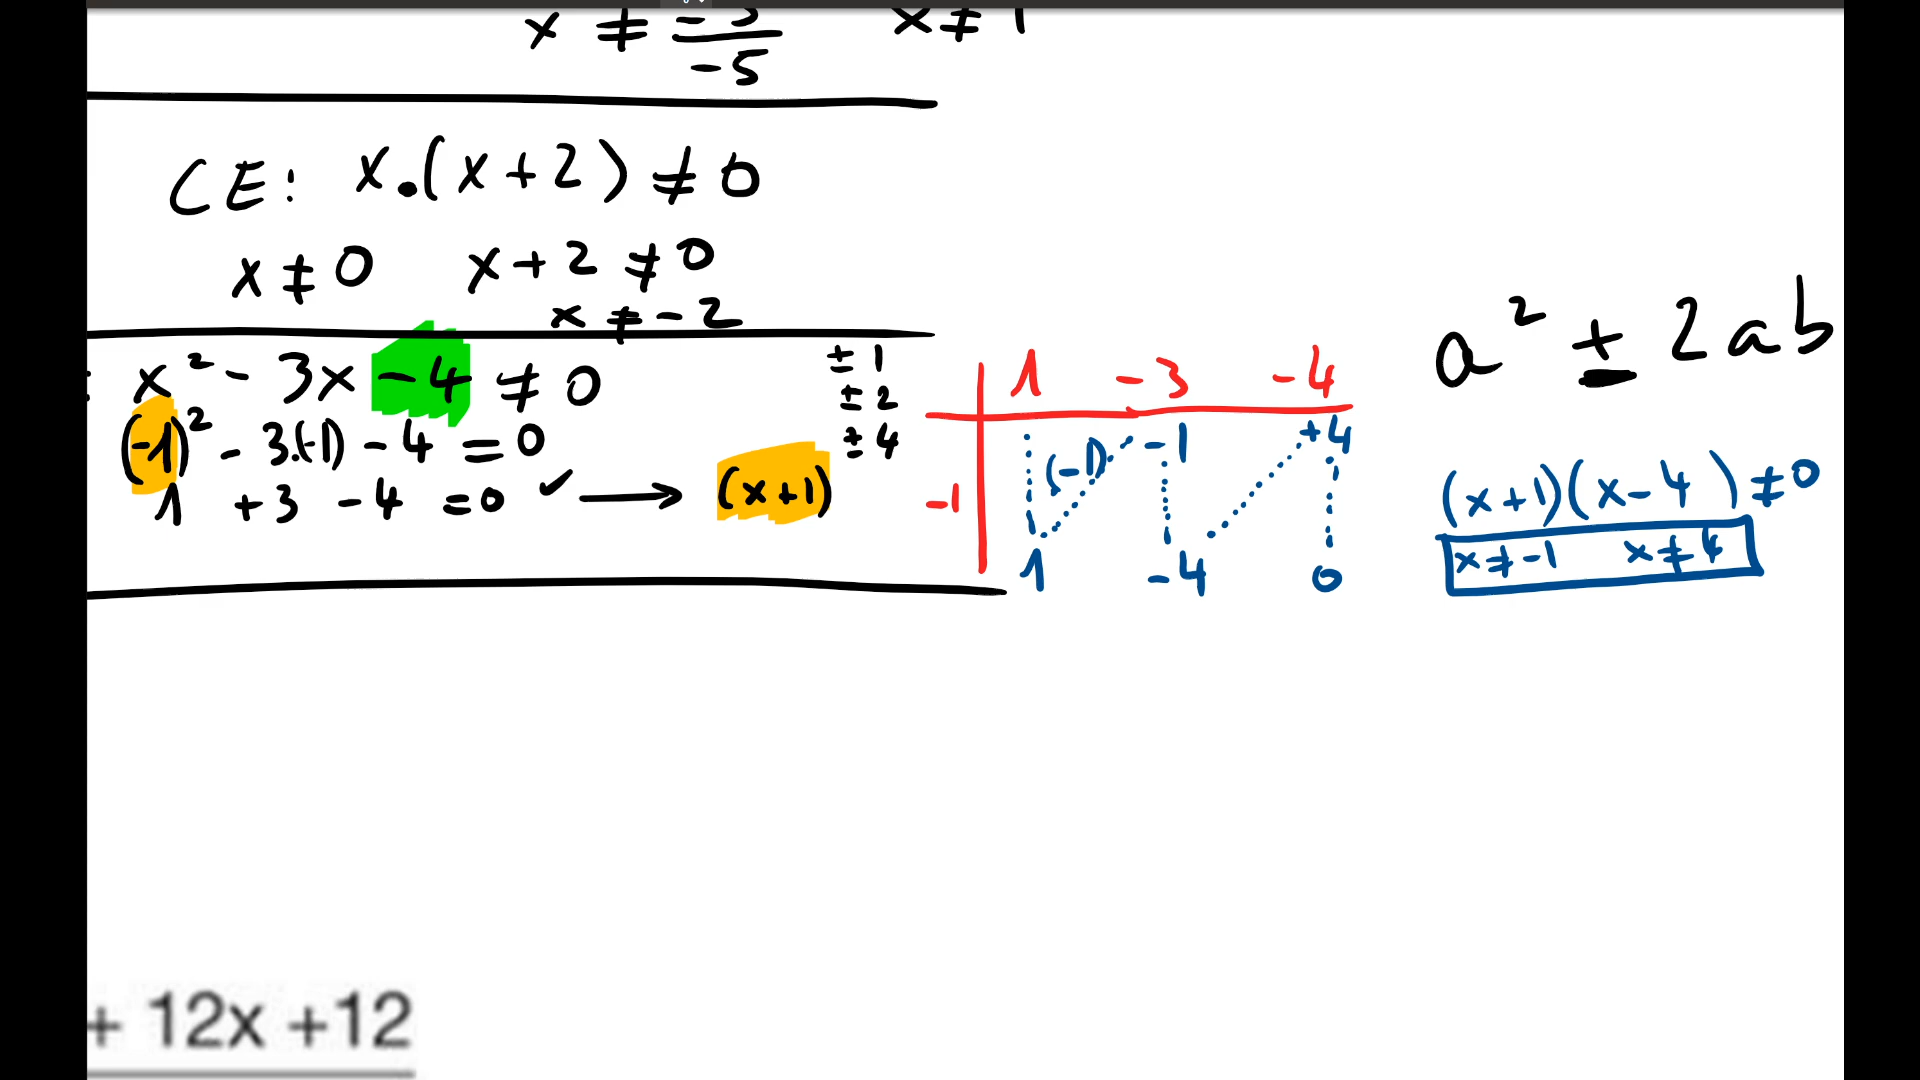 x ≠ -3/-5 x ≠ 1
CE: x.(x+2) ≠ 0
x ≠ 0 x+2 ≠ 0
x ≠ -2
x² - 3x -4 ≠ 0
(-1)² - 3.(-1) - 4 = 0
1 +3 -4 =0 ✓ → (x+1)
± 1
± 2
± 4
1 -3 -4
(-1) -1 +4
-1
1 -4 0
a² ± 2ab
(x+1)(x-4) ≠ 0
x≠-1 x≠4
+ 12x +12